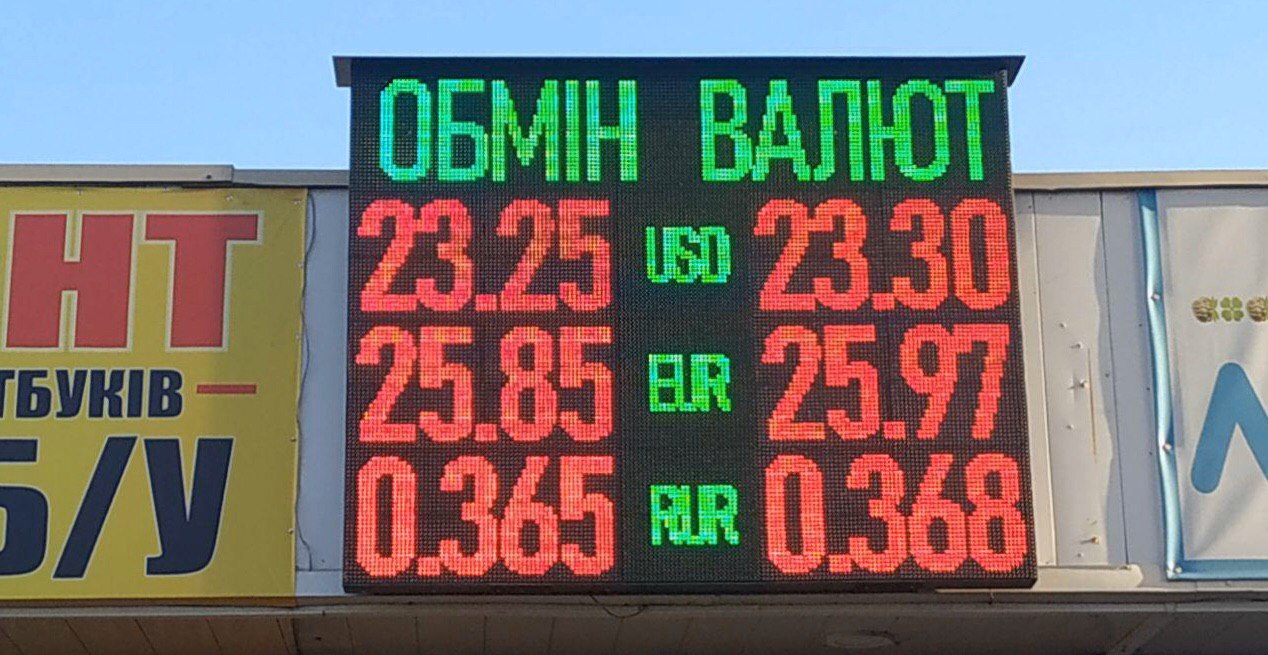 ОБМІН ВАЛЮТ
23.25 USD 23.30
25.85 EUR 25.97
0.365 RUR 0.368
НТ
ТБУКІВ –
Б/У